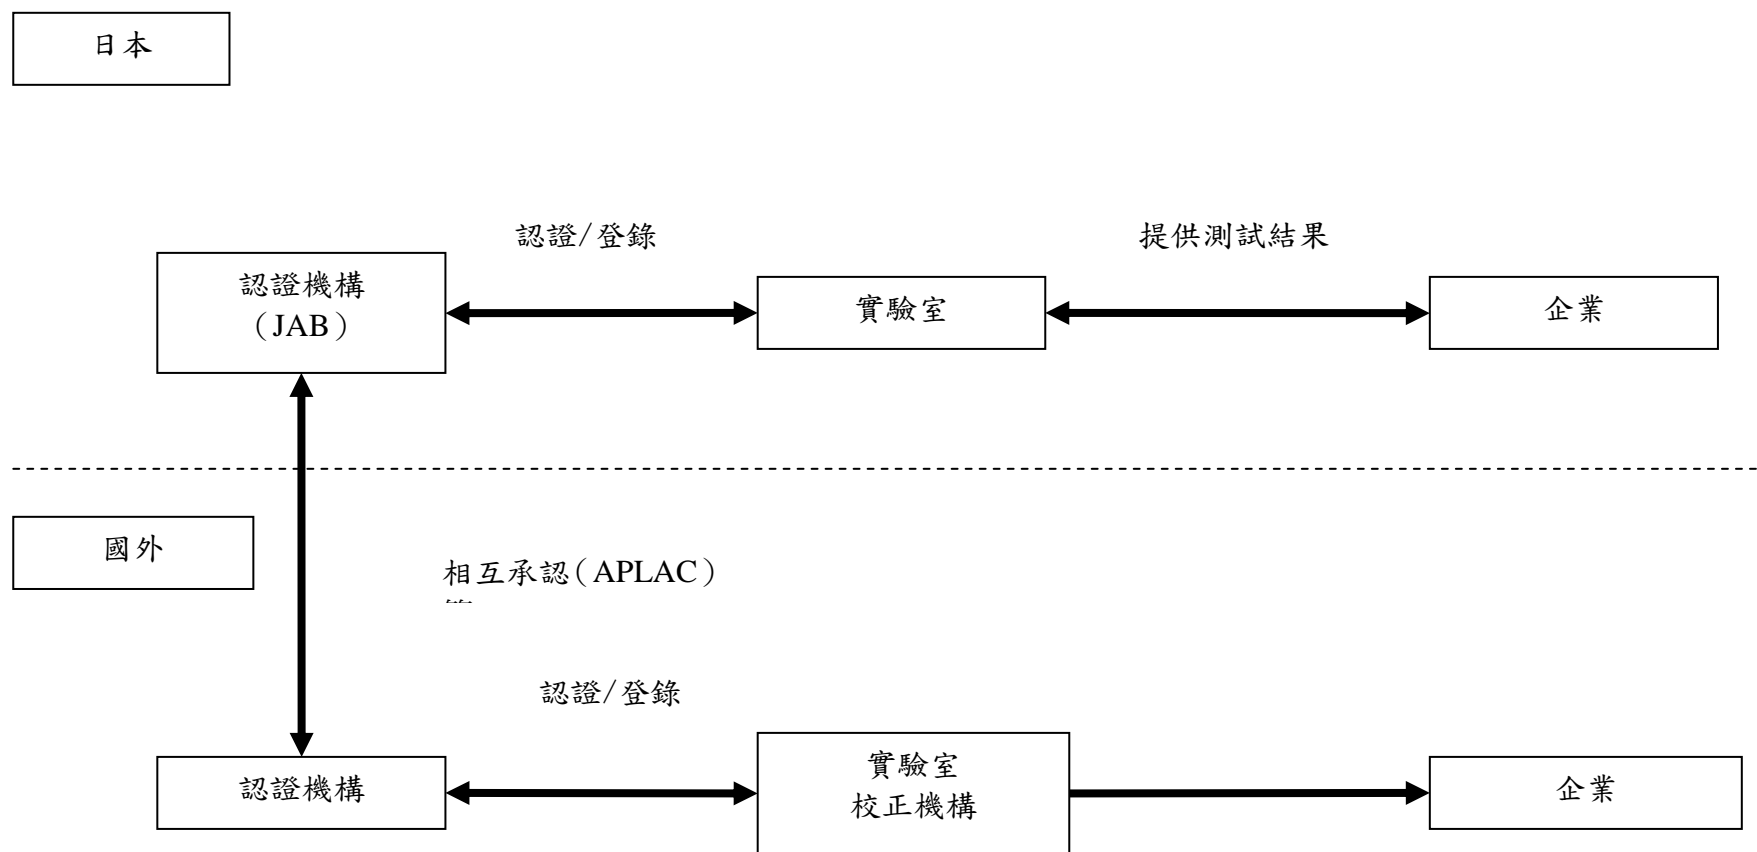 日本
認證/登錄
提供測試結果
認證機構
（JAB）
實驗室
企業
國外
相互承認（APLAC）
認證/登錄
認證機構
實驗室
校正機構
企業